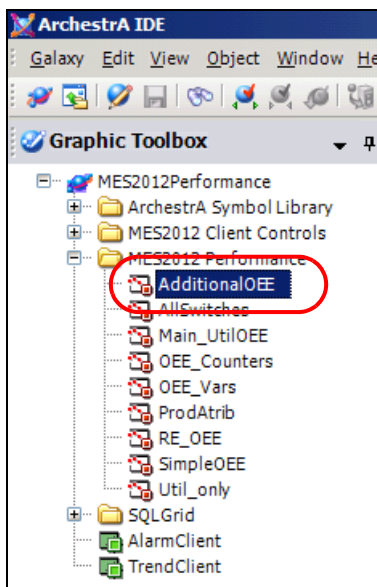 ArchestrA IDE
Galaxy Edit View Object Window He
Graphic Toolbox
MES2012Performance
ArchestrA Symbol Library
MES2012 Client Controls
MES2012 Performance
AdditionalOEE
AllSwitches
Main_UtilOEE
OEE_Counters
OEE_Vars
ProdAtrib
RE_OEE
SimpleOEE
Util_only
SQLGrid
AlarmClient
TrendClient